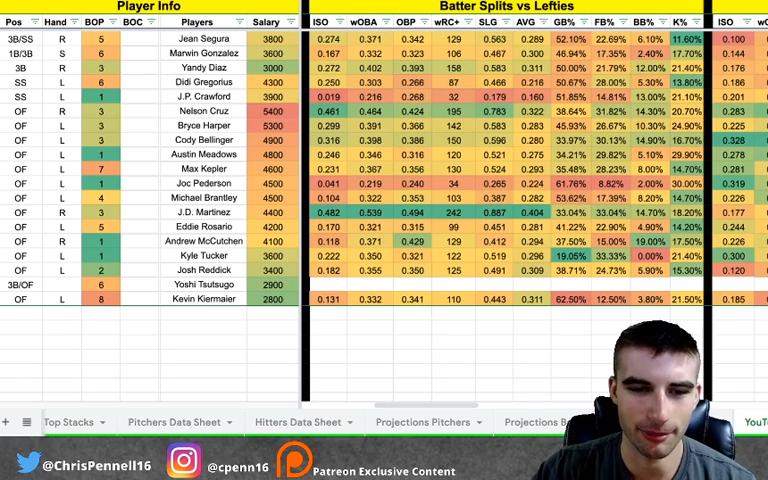 Player Info Batter Splits vs Lefties
Pos Hand BOP BOC Players Salary ISO wOBA OBP wRC+ SLG AVG GB% FB% BB% K% ISO
3B/SS R 5 Jean Segura 3800 0.274 0.371 0.342 129 0.563 0.289 52.10% 22.69% 6.10% 11.60% 0.100
1B/3B S 6 Marwin Gonzalez 3600 0.167 0.332 0.323 106 0.467 0.300 46.94% 17.35% 2.40% 17.70% 0.144
3B R 3 Yandy Diaz 3000 0.272 0.402 0.393 158 0.583 0.311 50.00% 21.79% 12.00% 21.40% 0.176
SS L 6 Didi Gregorius 4300 0.250 0.303 0.266 87 0.466 0.216 50.67% 28.00% 5.30% 13.80% 0.186
SS L 1 J.P. Crawford 3900 0.019 0.216 0.268 32 0.179 0.160 51.85% 14.81% 13.00% 21.10% 0.201
OF R 3 Nelson Cruz 5400 0.461 0.464 0.424 195 0.783 0.322 38.64% 31.82% 14.30% 20.70% 0.283
OF L 3 Bryce Harper 5300 0.299 0.391 0.366 142 0.583 0.283 45.93% 26.67% 10.30% 24.90% 0.225
OF L 3 Cody Bellinger 4900 0.316 0.398 0.386 150 0.596 0.280 33.97% 30.13% 14.90% 16.70% 0.328
OF L 1 Austin Meadows 4800 0.246 0.346 0.316 120 0.521 0.275 34.21% 29.82% 5.10% 29.90% 0.278
OF L 7 Max Kepler 4600 0.231 0.367 0.356 130 0.524 0.293 35.48% 28.23% 8.00% 14.70% 0.281
OF L 1 Joc Pederson 4500 0.041 0.219 0.240 34 0.265 0.224 61.76% 8.82% 2.00% 30.00% 0.319
OF L 4 Michael Brantley 4500 0.104 0.322 0.353 103 0.387 0.282 53.62% 17.39% 8.20% 14.70% 0.226
OF R 3 J.D. Martinez 4400 0.482 0.539 0.494 242 0.887 0.404 33.04% 33.04% 14.70% 18.20% 0.177
OF L 5 Eddie Rosario 4200 0.170 0.321 0.315 99 0.451 0.281 41.22% 22.90% 4.90% 14.20% 0.244
OF R 1 Andrew McCutchen 4100 0.118 0.371 0.429 129 0.412 0.294 37.50% 15.00% 19.00% 17.50% 0.226
OF L 1 Kyle Tucker 3600 0.222 0.350 0.321 122 0.519 0.296 19.05% 33.33% 0.00% 21.40% 0.300
OF L 2 Josh Reddick 3400 0.182 0.355 0.350 125 0.491 0.309 38.71% 24.73% 5.90% 15.30% 0.120
3B/OF 6 Yoshi Tsutsugo 2900
OF L 8 Kevin Kiermaier 2800 0.131 0.332 0.341 110 0.443 0.311 62.50% 12.50% 3.80% 21.50% 0.185
+ Top Stacks Pitchers Data Sheet Hitters Data Sheet Projections Pitchers Projections
@ChrisPennell16 @cpenn16 Patreon Exclusive Content